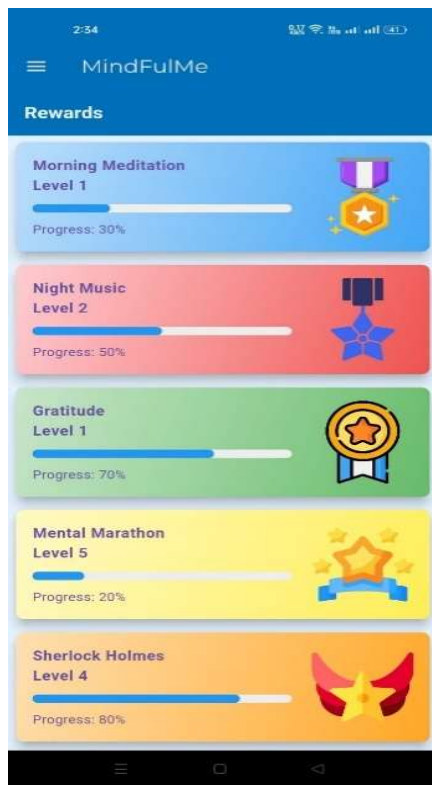 2:34
MindFulMe
Rewards
Morning Meditation
Level 1
Progress: 30%
Night Music
Level 2
Progress: 50%
Gratitude
Level 1
Progress: 70%
Mental Marathon
Level 5
Progress: 20%
Sherlock Holmes
Level 4
Progress: 80%